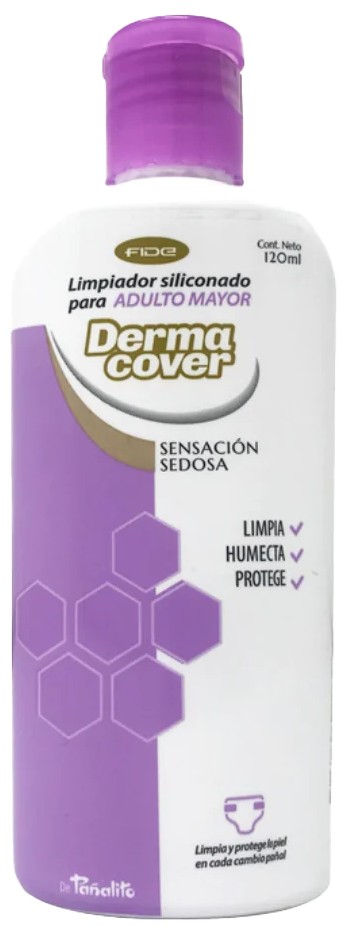 FIDE
Cont. Neto
120ml
Limpiador siliconado
para ADULTO MAYOR
Derma
cover
SENSACIÓN
SEDOSA
LIMPIA
HUMECTA
PROTEGE
Limpia y protege la piel
en cada cambio pañal
De Pañalito